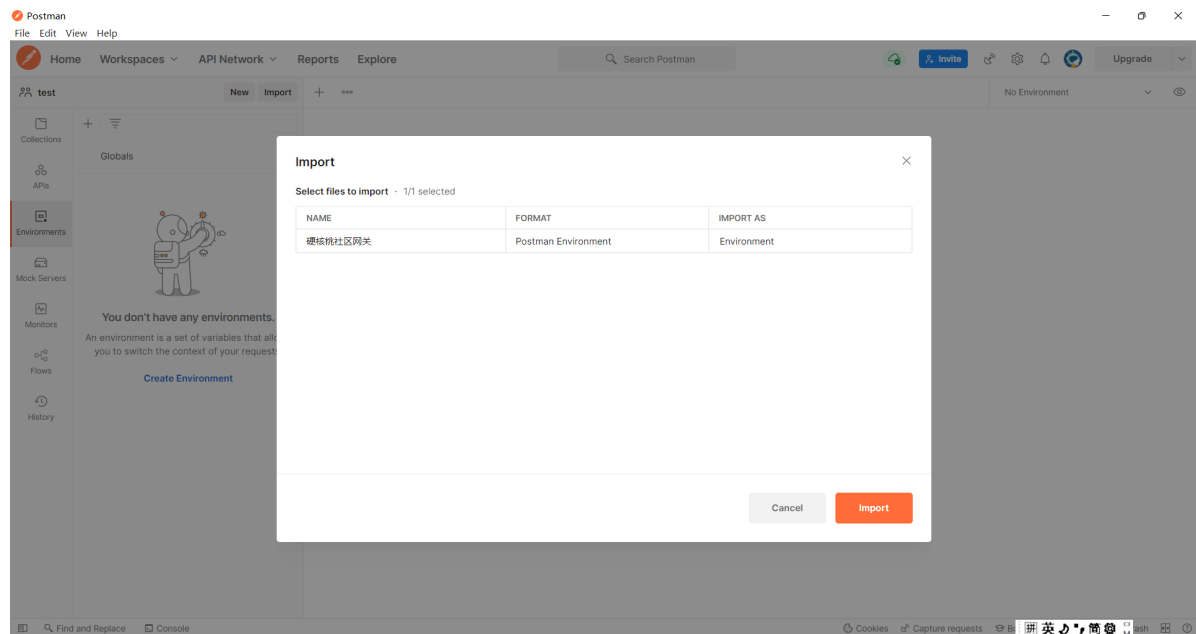 Postman
File Edit View Help
Home Workspaces API Network Reports Explore Search Postman Invite Upgrade
test New Import No Environment
Collections
APIs
Environments
Mock Servers
Monitors
Flows
History
Globals
You don't have any environments.
An environment is a set of variables that
you to switch the context of your
Create Environment
Import
Select files to import · 1/1 selected
NAME FORMAT IMPORT AS
硬核桃社区网关 Postman Environment Environment
Cancel Import
Find and Replace Console Cookies Capture requests
拼 英 简